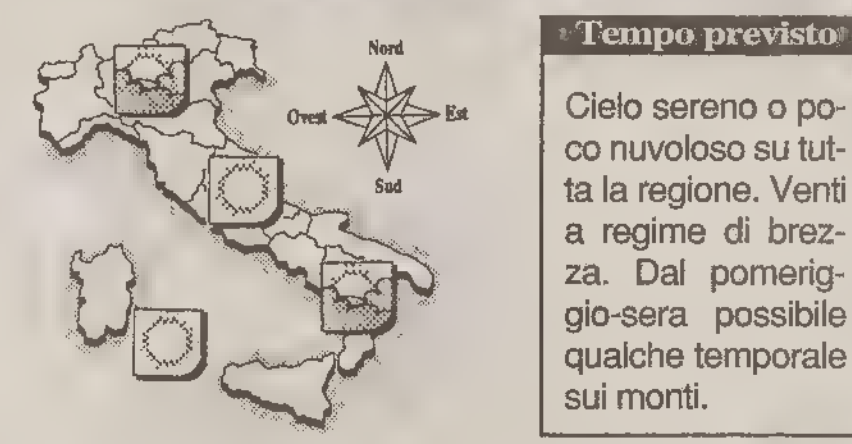 Nord
Ovest
Est
Sud
Tempo previsto
Cielo sereno o po-
co nuvoloso su tut-
ta la regione. Venti
a regime di brez-
za. Dal pomerig-
gio-sera possibile
qualche temporale
sui monti.